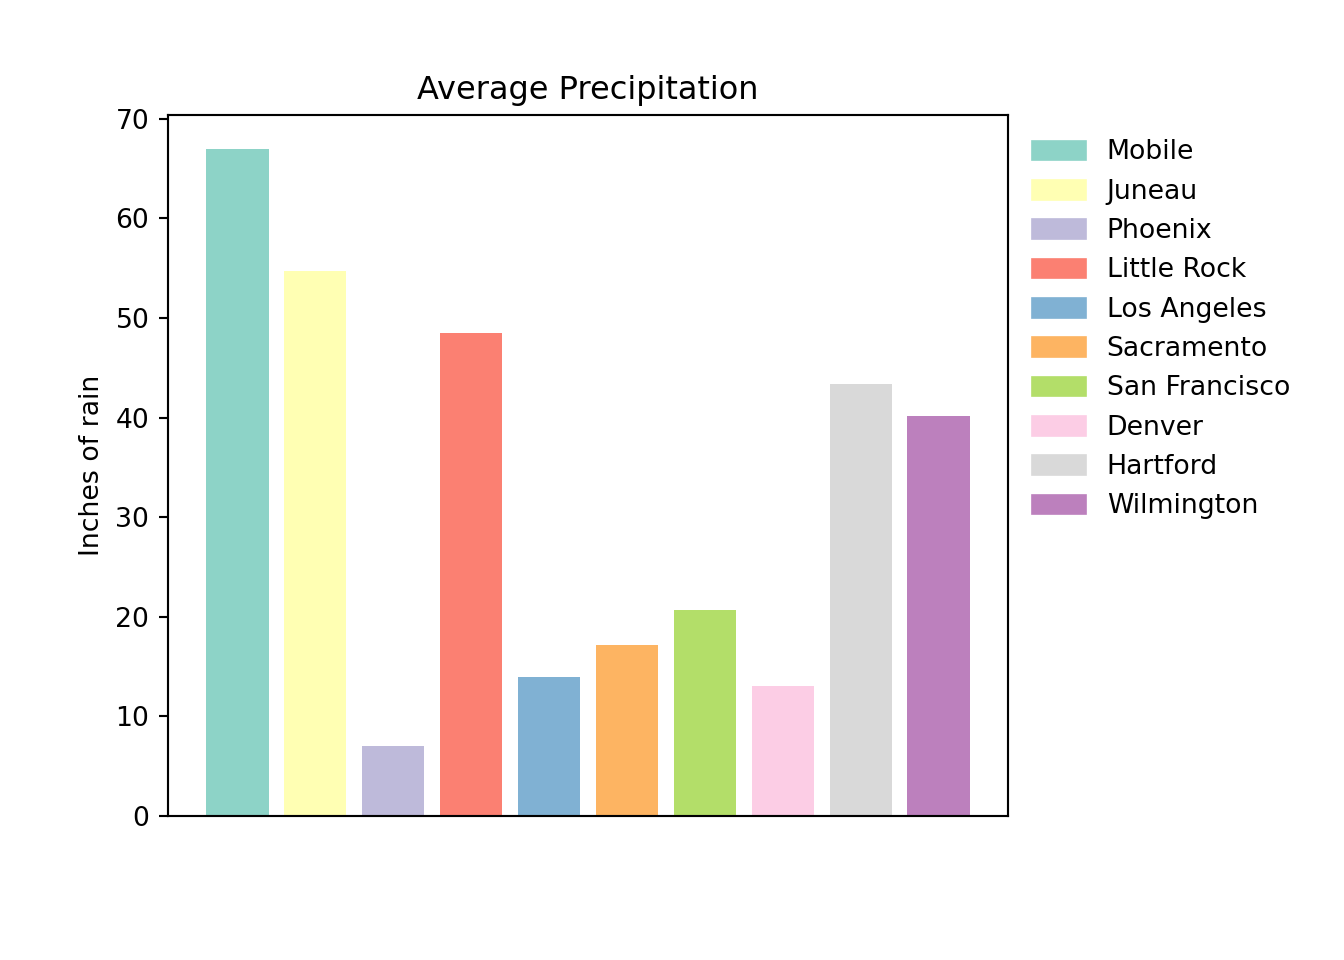 Average Precipitation
Inches of rain
70
60
50
40
30
20
10
0
Mobile
Juneau
Phoenix
Little Rock
Los Angeles
Sacramento
San Francisco
Denver
Hartford
Wilmington